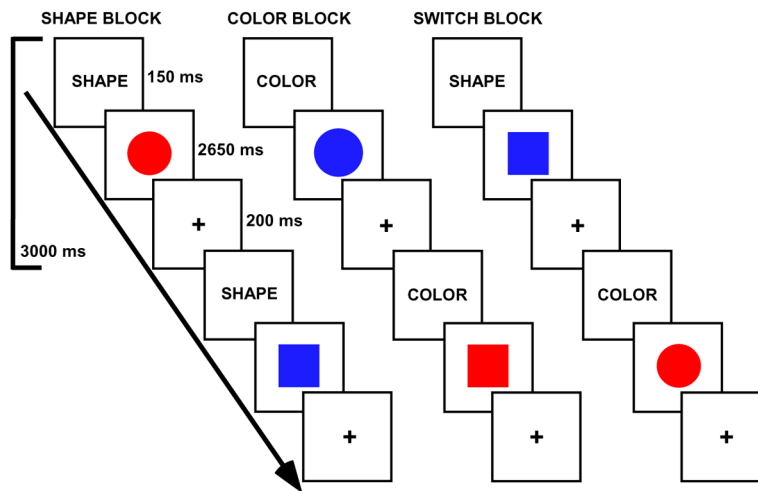 SHAPE BLOCK
COLOR BLOCK
SWITCH BLOCK
SHAPE
150 ms
COLOR
SHAPE
2650 ms
+
200 ms
+
+
3000 ms
SHAPE
COLOR
COLOR
+
+
+